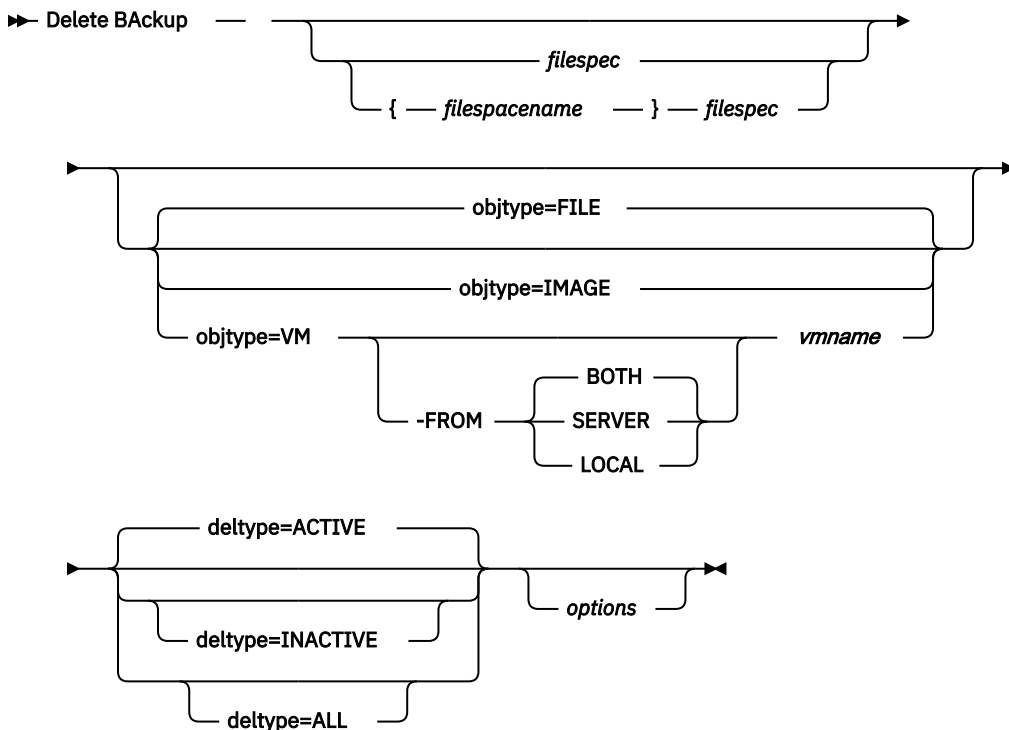 Delete BAckup
filespec
{ filespacename } filespec
objtype=FILE
objtype=IMAGE
objtype=VM vmname
BOTH
-FROM SERVER
LOCAL
deltype=ACTIVE
options
deltype=INACTIVE
deltype=ALL